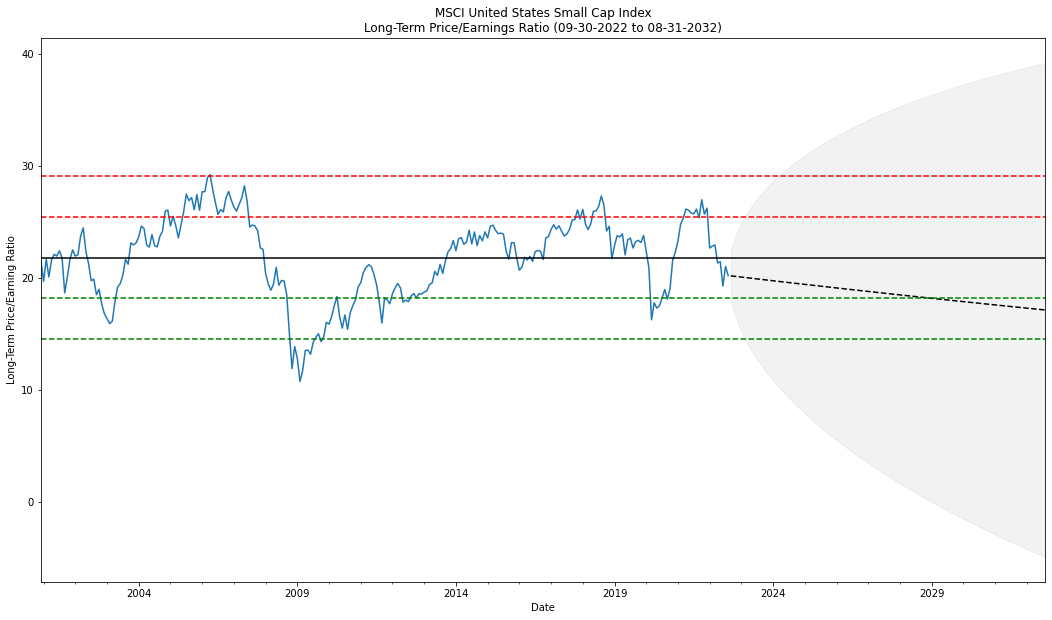 MSCI United States Small Cap Index
Long-Term Price/Earnings Ratio (09-30-2022 to 08-31-2032)
Long-Term Price/Earning Ratio
40
30
20
10
0
2004
2009
2014
2019
2024
2029
Date